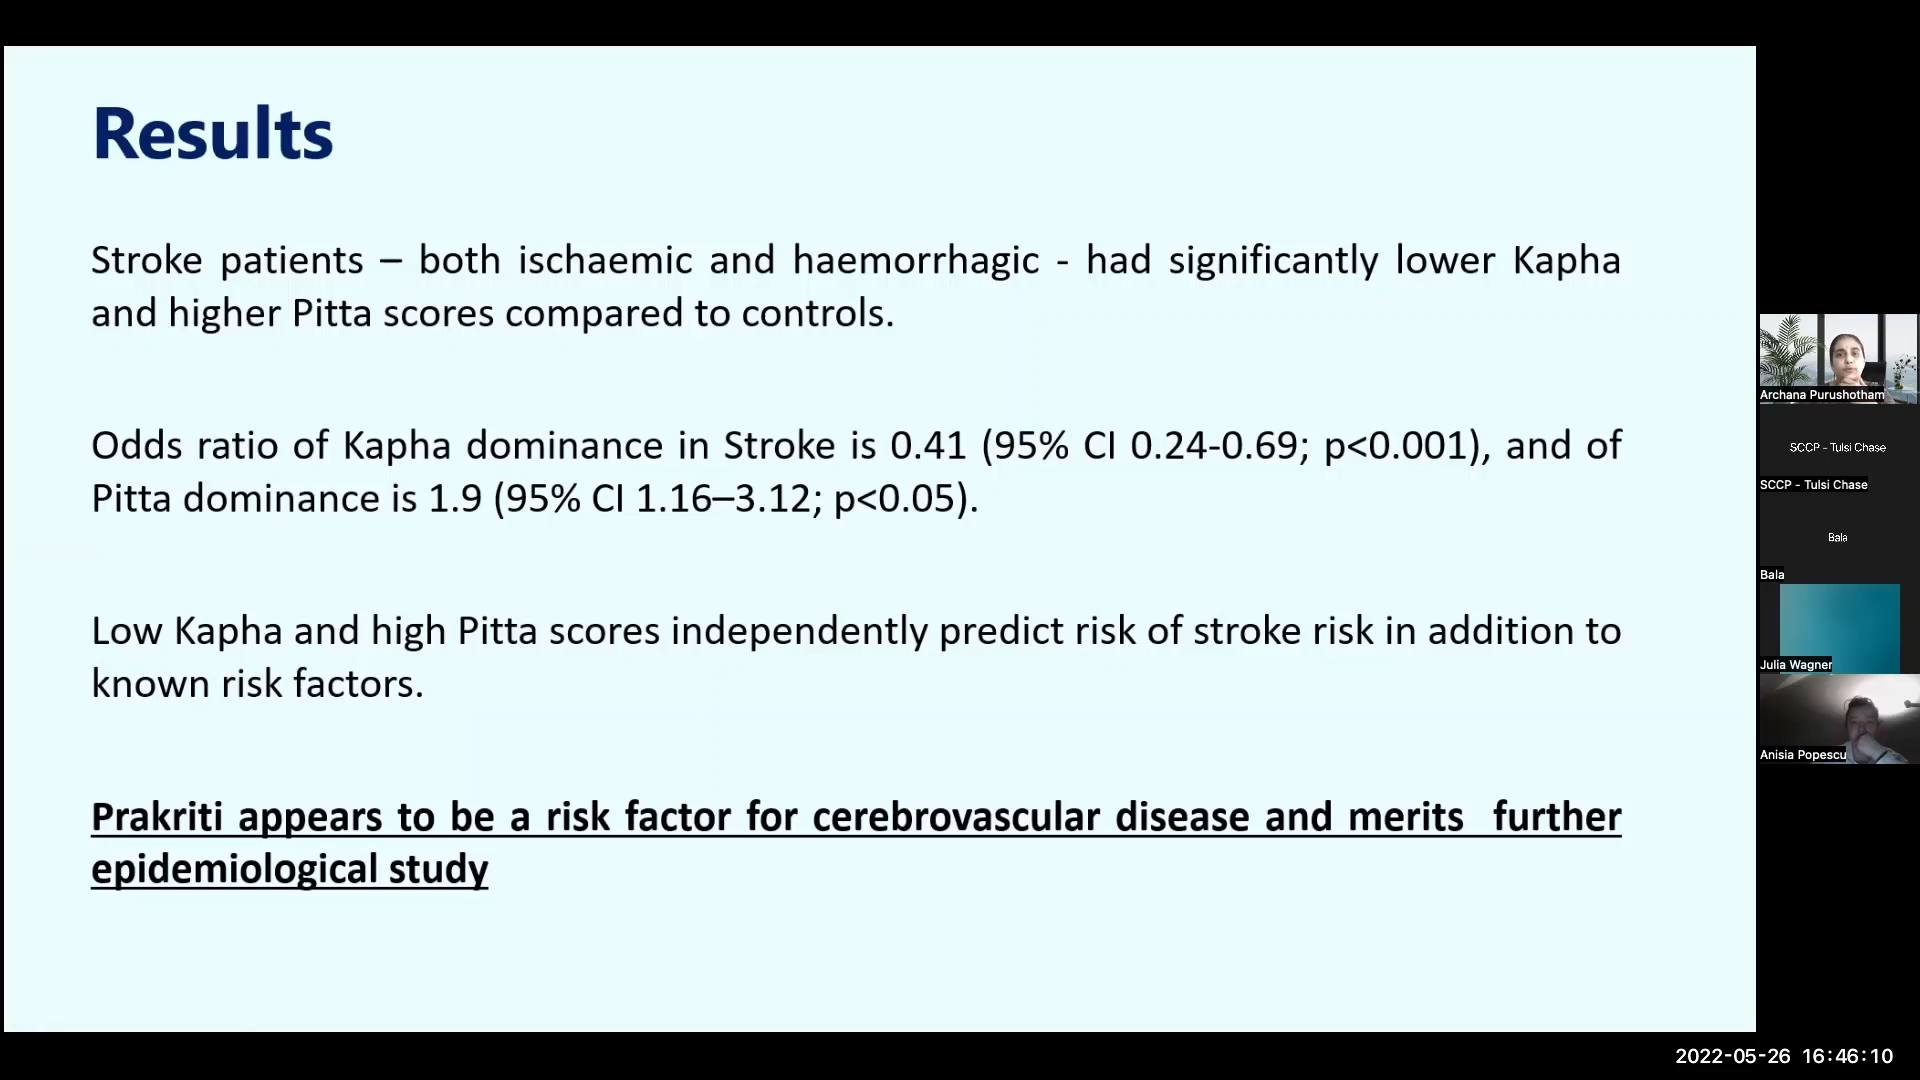 Results
Stroke patients – both ischaemic and haemorrhagic - had significantly lower Kapha
and higher Pitta scores compared to controls.
Odds ratio of Kapha dominance in Stroke is 0.41 (95% CI 0.24-0.69; p<0.001), and of
Pitta dominance is 1.9 (95% CI 1.16–3.12; p<0.05).
Low Kapha and high Pitta scores independently predict risk of stroke risk in addition to
known risk factors.
Prakriti appears to be a risk factor for cerebrovascular disease and merits further
epidemiological study
Archana Purushotham
SCCP - Tulsi Chase
SCCP - Tulsi Chase
Bala
Bala
Julia Wagner
Anisia Popescu
2022-05-26 16:46:10